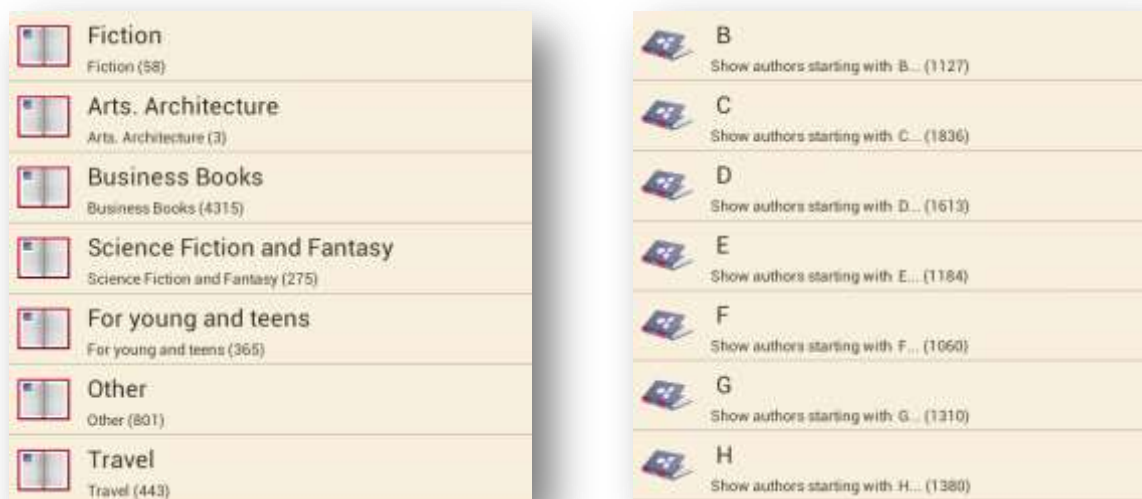 Fiction
Fiction (58)
Arts. Architecture
Arts. Architecture (3)
Business Books
Business Books (4315)
Science Fiction and Fantasy
Science Fiction and Fantasy (275)
For young and teens
For young and teens (365)
Other
Other (801)
Travel
Travel (443)
B
Show authors starting with B... (1127)
C
Show authors starting with C... (1836)
D
Show authors starting with D... (1613)
E
Show authors starting with E... (1184)
F
Show authors starting with F... (1060)
G
Show authors starting with G... (1310)
H
Show authors starting with H... (1380)